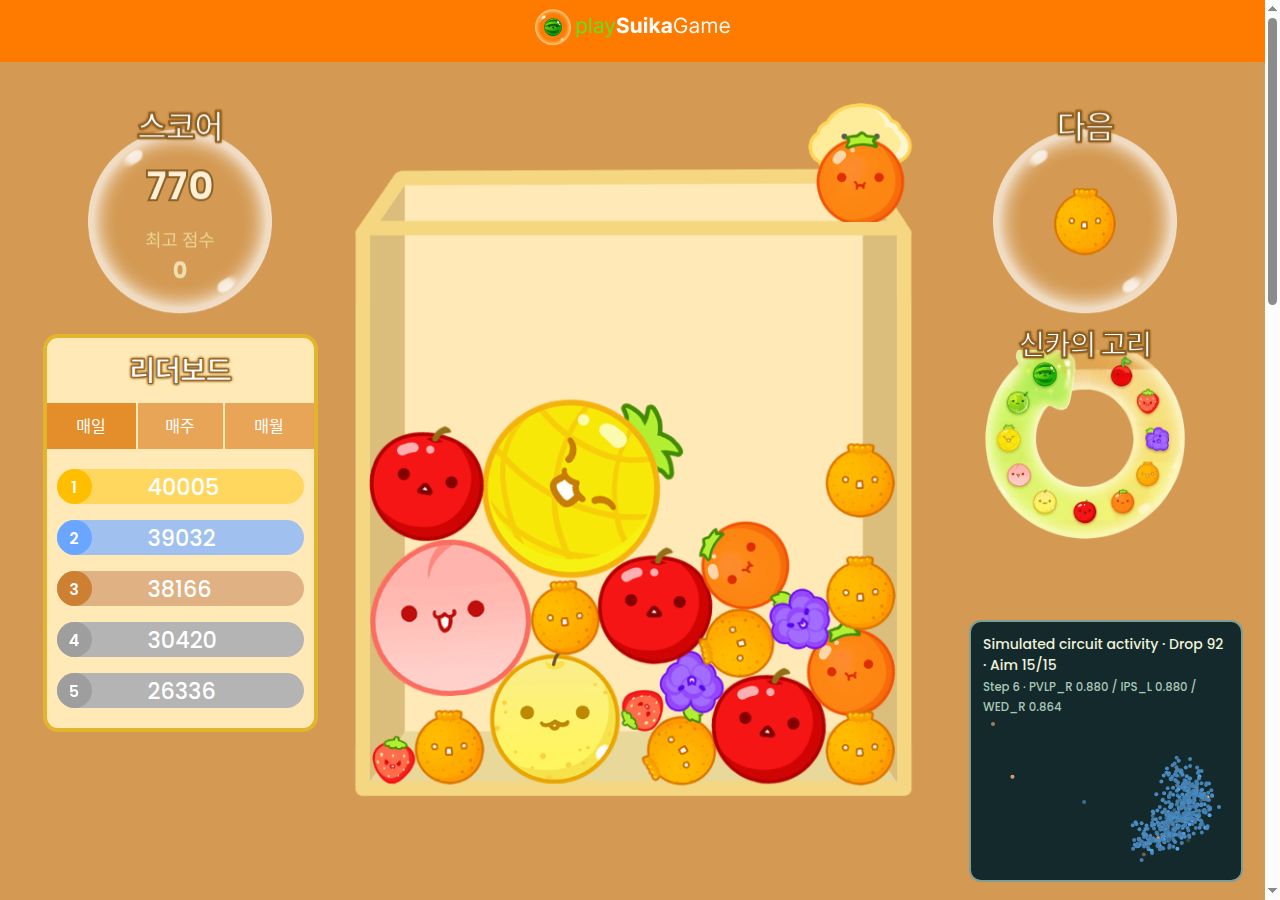 playSuikaGame
스코어
770
최고 점수
0
리더보드
매일
매주
매월
1 40005
2 39032
3 38166
4 30420
5 26336
다음
신카의 고리
Simulated circuit activity · Drop 92
· Aim 15/15
Step 6 · PVLP_R 0.880 / IPS_L 0.880 /
WED_R 0.864